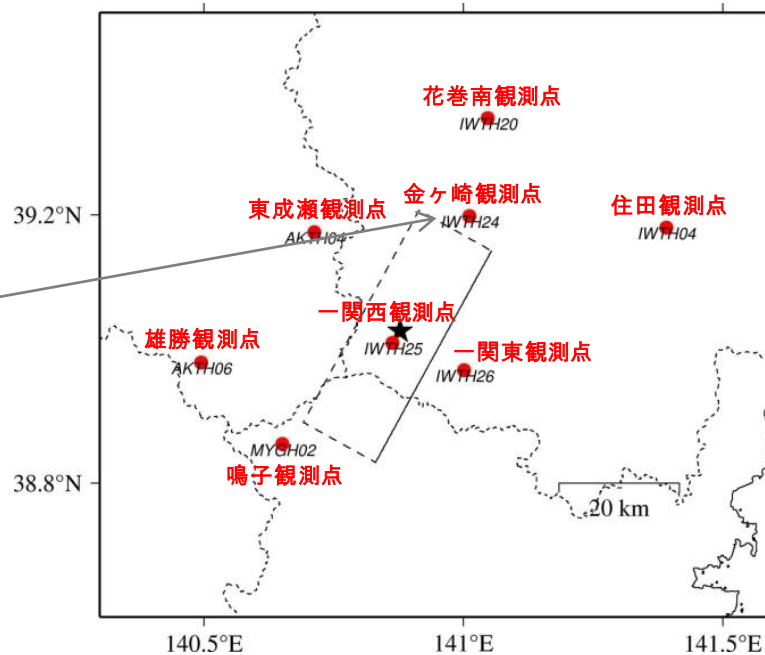 花巻南観測点
IWTH20
39.2°N
東成瀬観測点
AKTH04
金ヶ崎観測点
IWTH24
住田観測点
IWTH04
一関西観測点
IWTH25
雄勝観測点
AKTH06
一関東観測点
IWTH26
38.8°N
MYGH02
鳴子観測点
20 km
140.5°E
141°E
141.5°E